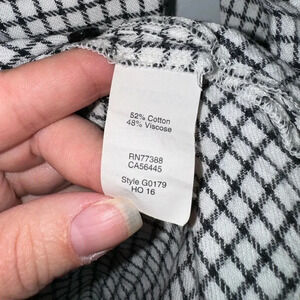 52% Cotton
48% Viscose
RN77388
CA56445
Style G0179
HO 16